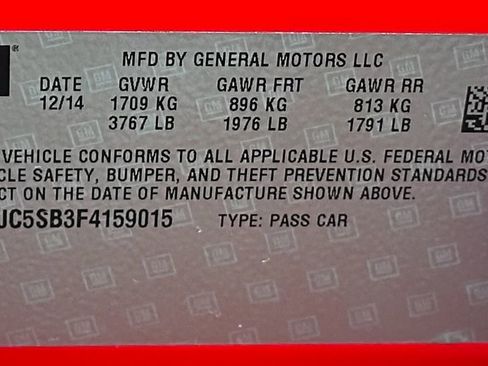 ®
MFD BY GENERAL MOTORS LLC
DATE GVWR GAWR FRT GAWR RR
12/14 1709 KG 896 KG 813 KG
3767 LB 1976 LB 1791 LB
VEHICLE CONFORMS TO ALL APPLICABLE U.S. FEDERAL MOT
CLE SAFETY, BUMPER, AND THEFT PREVENTION STANDARDS
CT ON THE DATE OF MANUFACTURE SHOWN ABOVE.
JC5SB3F4159015 TYPE: PASS CAR